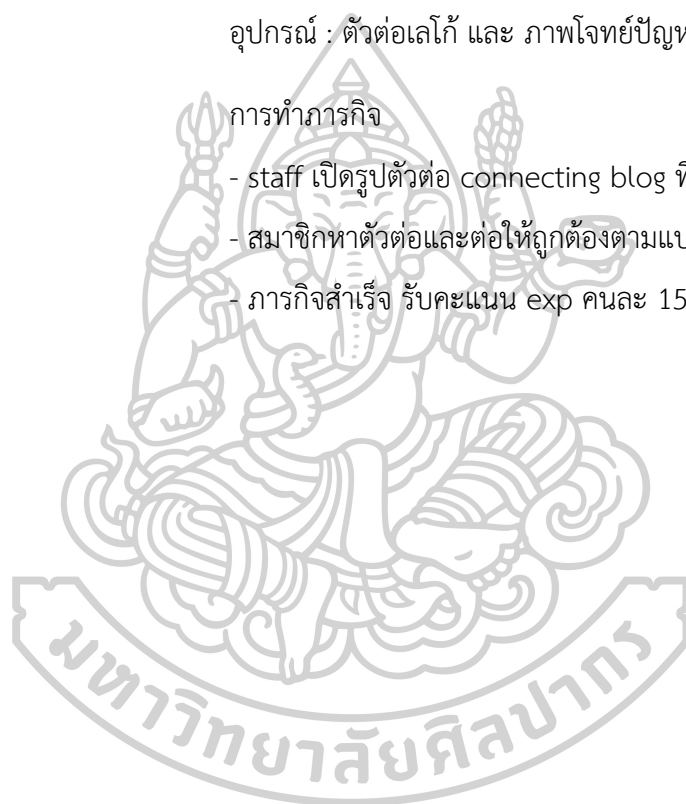 อุปกรณ์ : ตัวต่อเลโก้ และ ภาพโจทย์ปัญห
การทำภารกิจ
- staff เปิดรูปตัวต่อ connecting blog ที
- สมาชิกหาตัวต่อและต่อให้ถูกต้องตามแบ
- ภารกิจสำเร็จ รับคะแนน exp คนละ 15
มหาวิทยาลัยศิลปากร